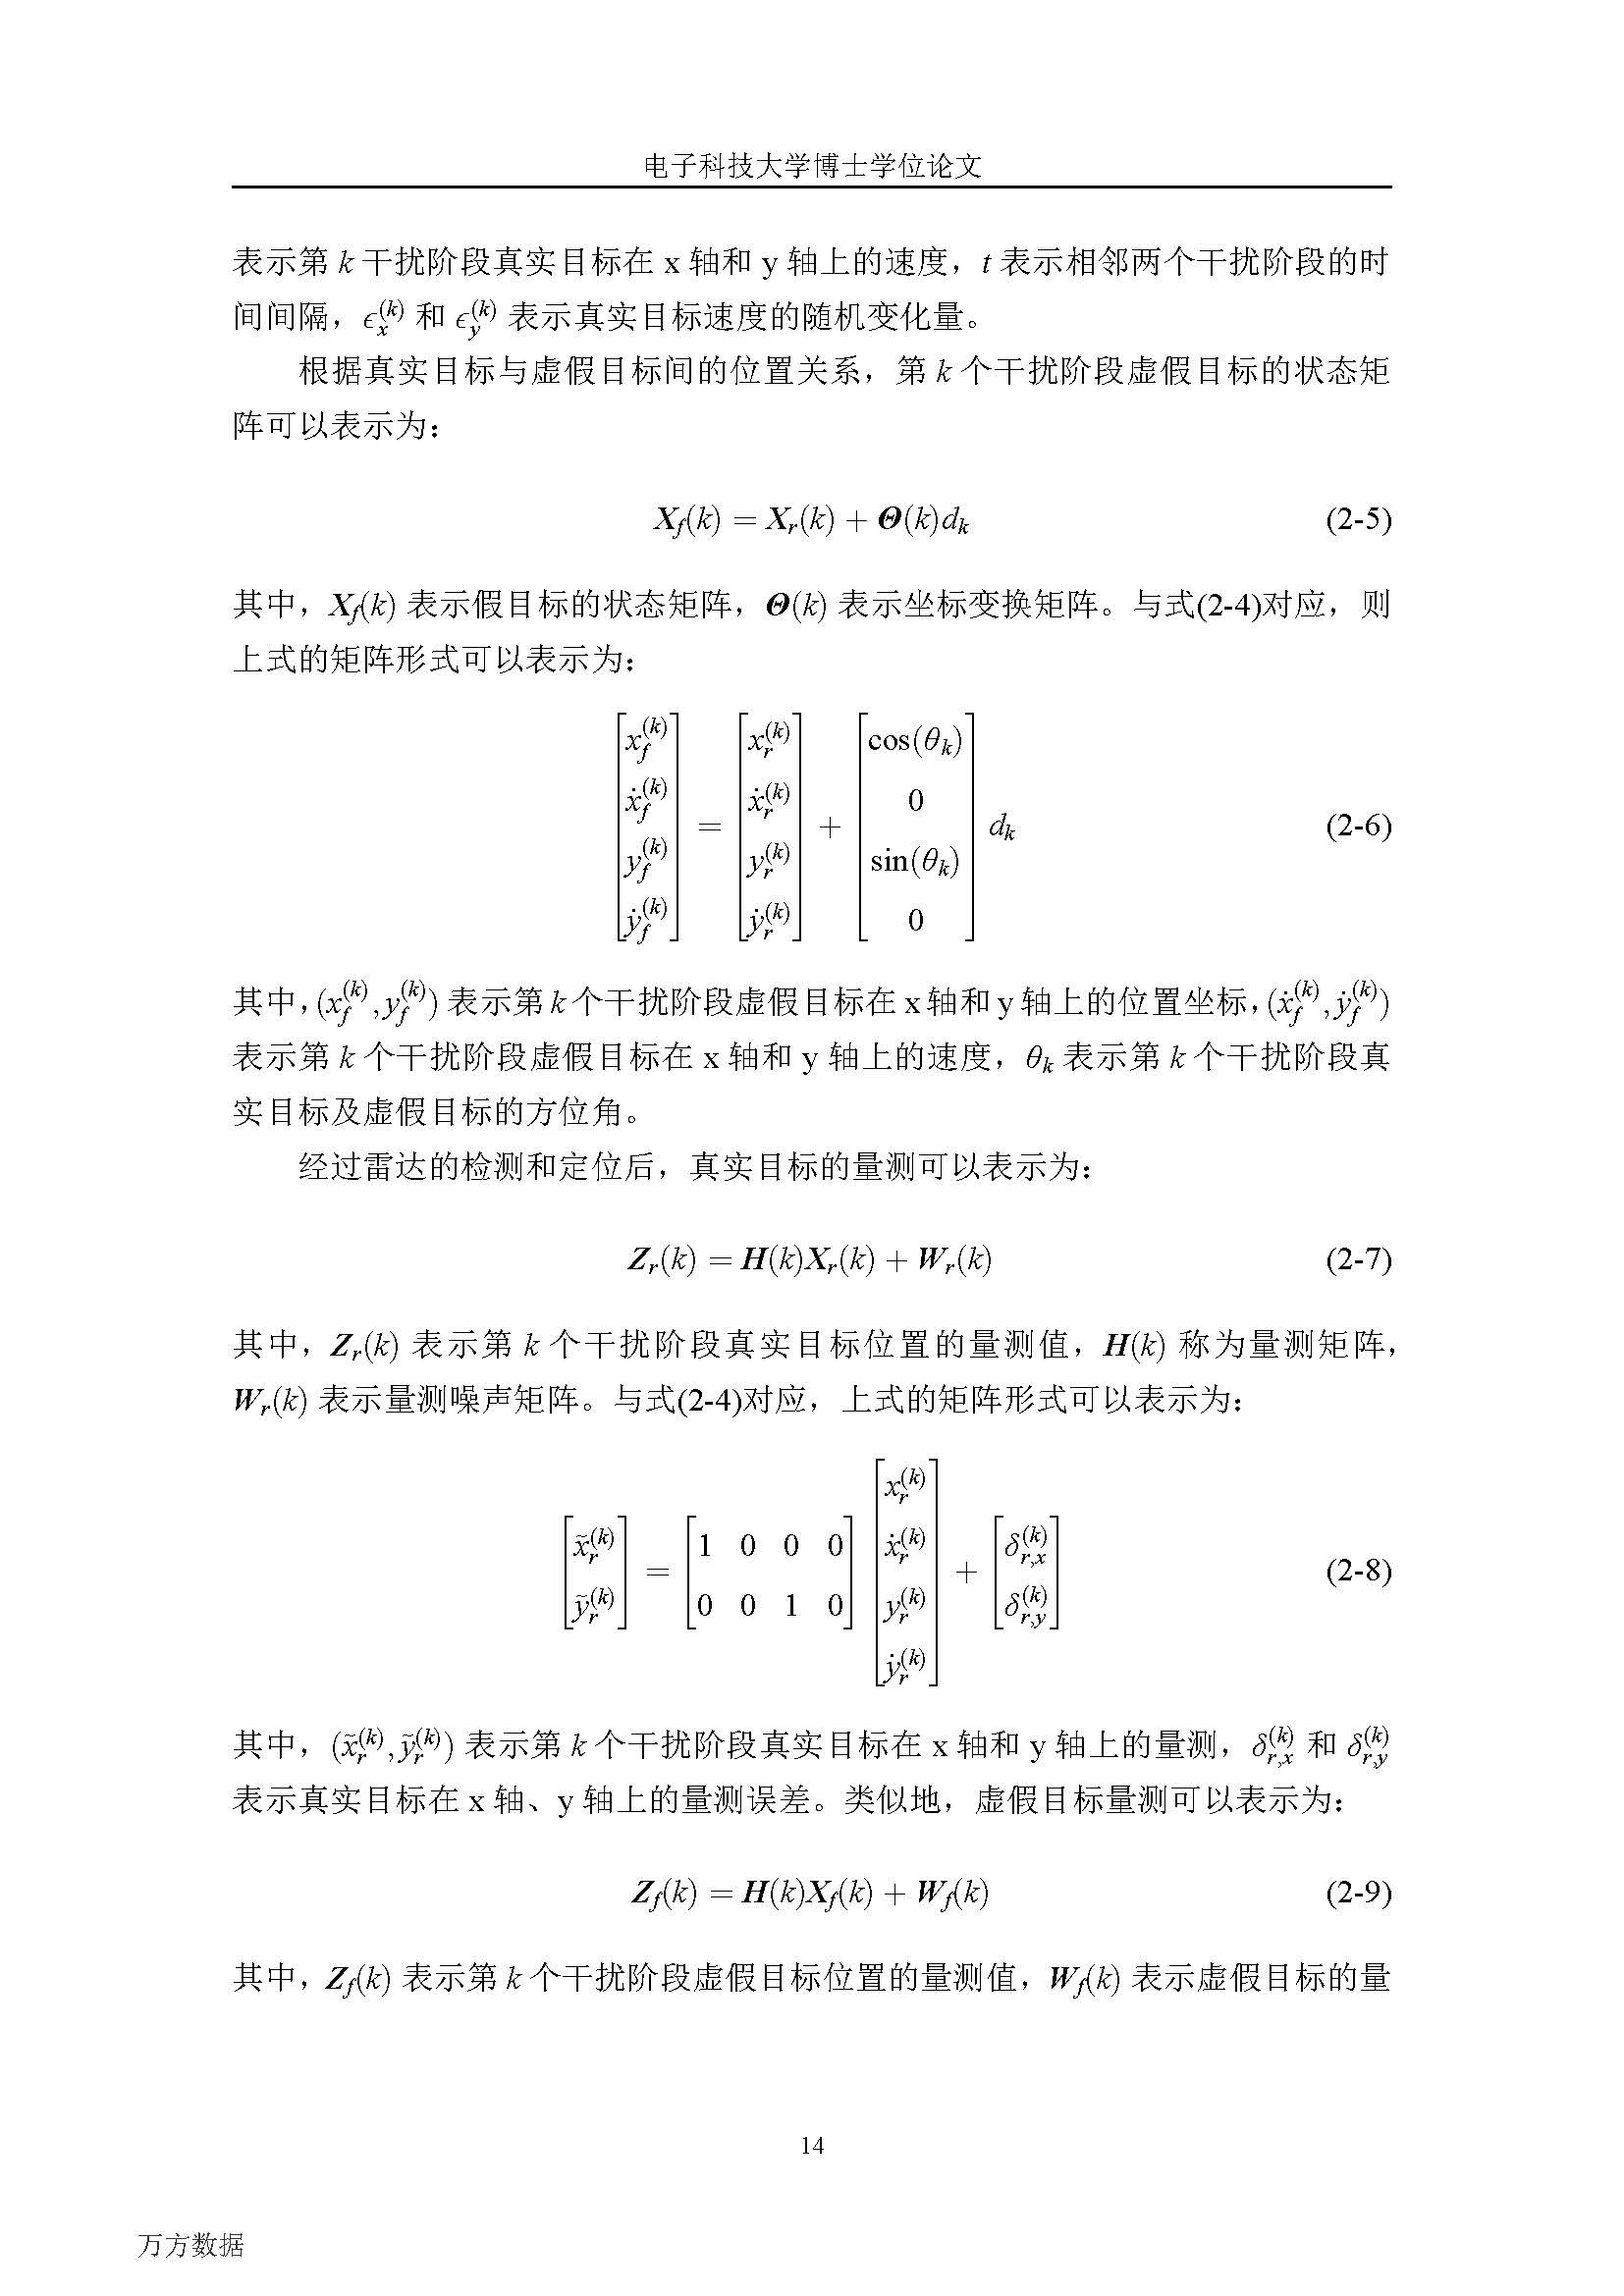 电子科技大学博士学位论文
表示第 k 干扰阶段真实目标在 x 轴和 y 轴上的速度，t 表示相邻两个干扰阶段的时
间间隔，$\epsilon_x^{(k)}$ 和 $\epsilon_y^{(k)}$ 表示真实目标速度的随机变化量。
根据真实目标与虚假目标间的位置关系，第 k 个干扰阶段虚假目标的状态矩
阵可以表示为：
$\boldsymbol{X}_f(k) = \boldsymbol{X}_r(k) + \boldsymbol{\Theta}(k)d_k$ (2-5)
其中，$\boldsymbol{X}_f(k)$ 表示假目标的状态矩阵，$\boldsymbol{\Theta}(k)$ 表示坐标变换矩阵。与式(2-4)对应，则
上式的矩阵形式可以表示为：
$\begin{bmatrix} x_f^{(k)} \\ \dot{x}_f^{(k)} \\ y_f^{(k)} \\ \dot{y}_f^{(k)} \end{bmatrix} = \begin{bmatrix} x_r^{(k)} \\ \dot{x}_r^{(k)} \\ y_r^{(k)} \\ \dot{y}_r^{(k)} \end{bmatrix} + \begin{bmatrix} \cos(\theta_k) \\ 0 \\ \sin(\theta_k) \\ 0 \end{bmatrix} d_k$ (2-6)
其中，$(x_f^{(k)}, y_f^{(k)})$ 表示第 k 个干扰阶段虚假目标在 x 轴和 y 轴上的位置坐标，$(\dot{x}_f^{(k)}, \dot{y}_f^{(k)})$
表示第 k 个干扰阶段虚假目标在 x 轴和 y 轴上的速度，$\theta_k$ 表示第 k 个干扰阶段真
实目标及虚假目标的方位角。
经过雷达的检测和定位后，真实目标的量测可以表示为：
$\boldsymbol{Z}_r(k) = \boldsymbol{H}(k)\boldsymbol{X}_r(k) + \boldsymbol{W}_r(k)$ (2-7)
其中，$\boldsymbol{Z}_r(k)$ 表示第 k 个干扰阶段真实目标位置的量测值，$\boldsymbol{H}(k)$ 称为量测矩阵，
$\boldsymbol{W}_r(k)$ 表示量测噪声矩阵。与式(2-4)对应，上式的矩阵形式可以表示为：
$\begin{bmatrix} \tilde{x}_r^{(k)} \\ \tilde{y}_r^{(k)} \end{bmatrix} = \begin{bmatrix} 1 & 0 & 0 & 0 \\ 0 & 0 & 1 & 0 \end{bmatrix} \begin{bmatrix} x_r^{(k)} \\ \dot{x}_r^{(k)} \\ y_r^{(k)} \\ \dot{y}_r^{(k)} \end{bmatrix} + \begin{bmatrix} \delta_{r,x}^{(k)} \\ \delta_{r,y}^{(k)} \end{bmatrix}$ (2-8)
其中，$(\tilde{x}_r^{(k)}, \tilde{y}_r^{(k)})$ 表示第 k 个干扰阶段真实目标在 x 轴和 y 轴上的量测，$\delta_{r,x}^{(k)}$ 和 $\delta_{r,y}^{(k)}$
表示真实目标在 x 轴、y 轴上的量测误差。类似地，虚假目标量测可以表示为：
$\boldsymbol{Z}_f(k) = \boldsymbol{H}(k)\boldsymbol{X}_f(k) + \boldsymbol{W}_f(k)$ (2-9)
其中，$\boldsymbol{Z}_f(k)$ 表示第 k 个干扰阶段虚假目标位置的量测值，$\boldsymbol{W}_f(k)$ 表示虚假目标的量
14
万方数据